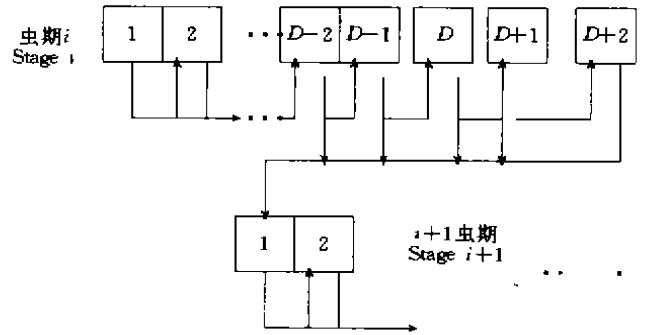 虫期i
Stage i
1 2 ··· D-2 D-1 D D+1 D+2
···
1 2
i+1虫期
Stage i+1